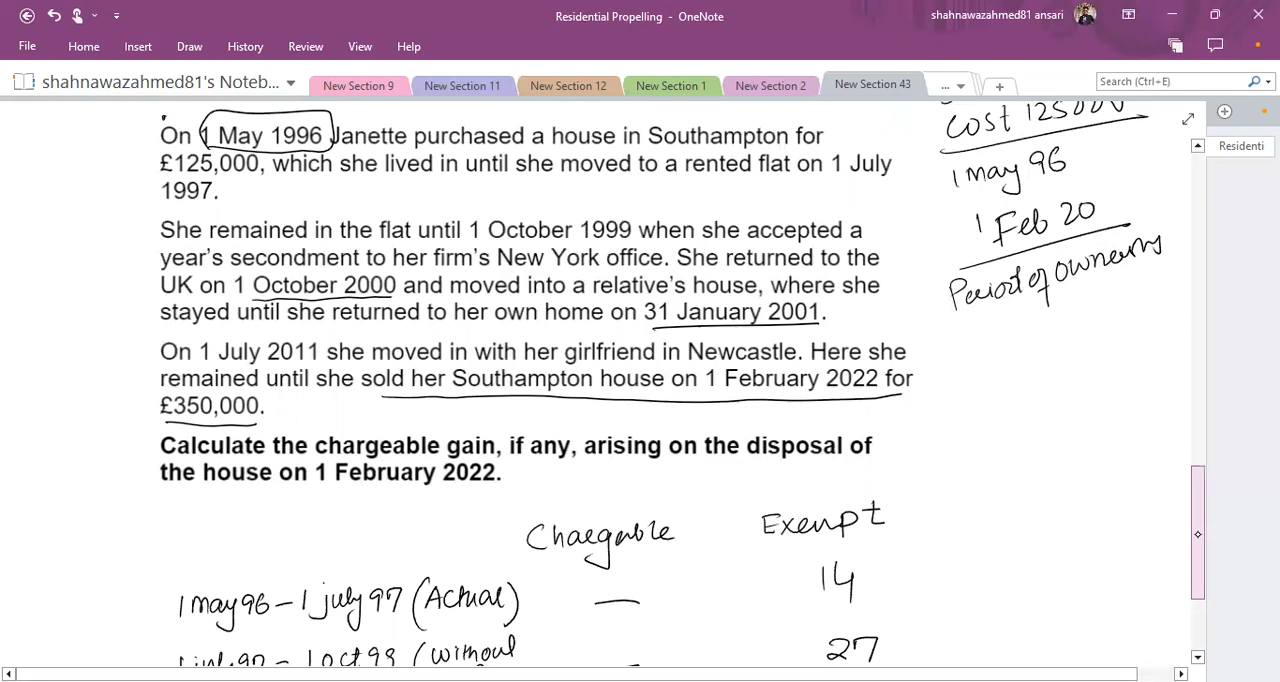 Residential Propelling - OneNote
shahnawazahmed81 ansari
File Home Insert Draw History Review View Help
shahnawazahmed81's Noteb...
New Section 9
New Section 11
New Section 12
New Section 1
New Section 2
New Section 43
...
Search (Ctrl+E)
Residenti
On 1 May 1996 Janette purchased a house in Southampton for
£125,000, which she lived in until she moved to a rented flat on 1 July
1997.
She remained in the flat until 1 October 1999 when she accepted a
year's secondment to her firm's New York office. She returned to the
UK on 1 October 2000 and moved into a relative's house, where she
stayed until she returned to her own home on 31 January 2001.
On 1 July 2011 she moved in with her girlfriend in Newcastle. Here she
remained until she sold her Southampton house on 1 February 2022 for
£350,000.
Calculate the chargeable gain, if any, arising on the disposal of
the house on 1 February 2022.
Cost 125000
1 may 96
1 Feb 20
Period of
Chaegable Exenpt
1 may 96 - 1 july 97 (Actual) — 14
(without
27